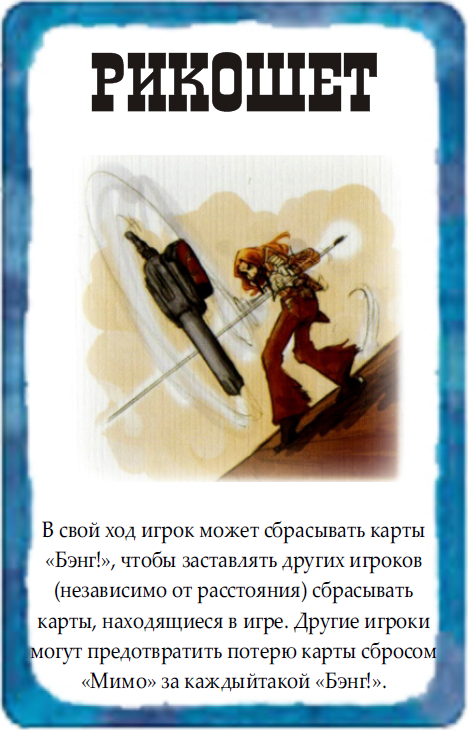 РИКОШЕТ
В свой ход игрок может сбрасывать карты
«Бэнг!», чтобы заставлять других игроков
(независимо от расстояния) сбрасывать
карты, находящиеся в игре. Другие игроки
могут предотвратить потерю карты сбросом
«Мимо» за каждыйтакой «Бэнг!».